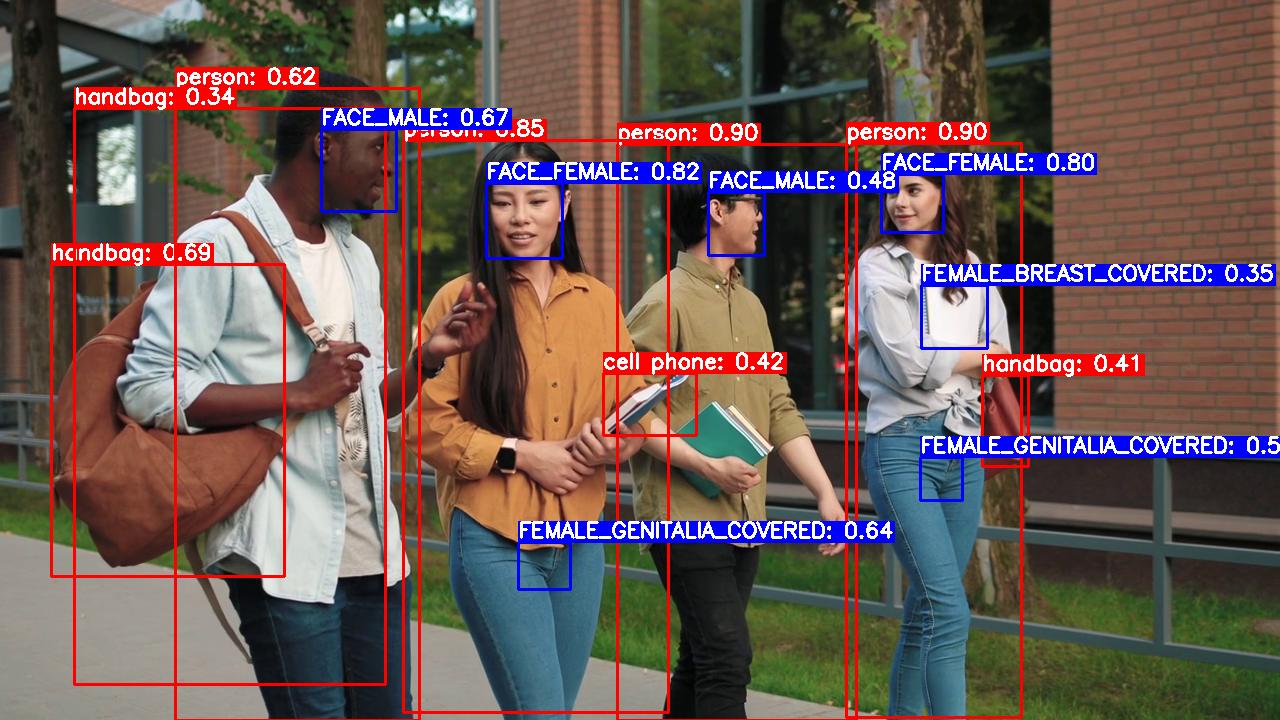 person: 0.62
handbag: 0.34
FACE_MALE: 0.67
person: 0.85
person: 0.90
person: 0.90
FACE_FEMALE: 0.82
FACE_MALE: 0.48
FACE_FEMALE: 0.80
handbag: 0.69
FEMALE_BREAST_COVERED: 0.35
cell phone: 0.42
handbag: 0.41
FEMALE_GENITALIA_COVERED: 0.5
FEMALE_GENITALIA_COVERED: 0.64